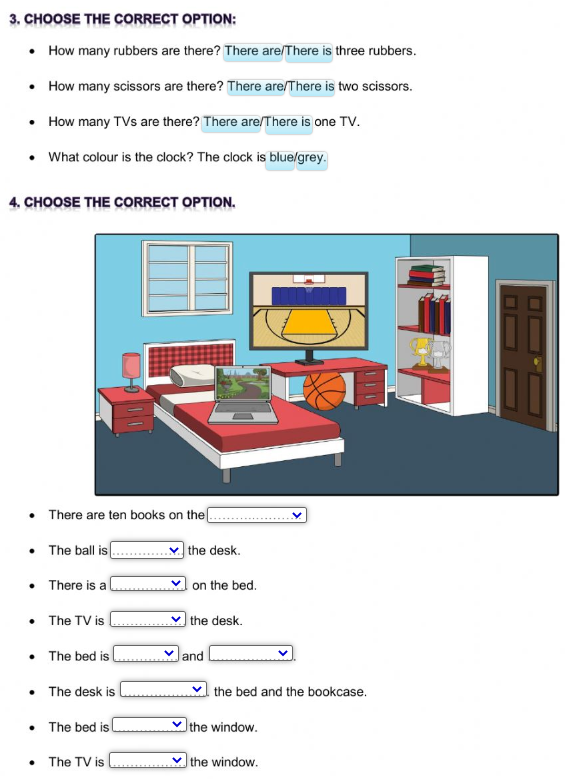 3. CHOOSE THE CORRECT OPTION:
• How many rubbers are there? There are/There is three rubbers.
• How many scissors are there? There are/There is two scissors.
• How many TVs are there? There are/There is one TV.
• What colour is the clock? The clock is blue/grey.
4. CHOOSE THE CORRECT OPTION.
• There are ten books on the ....................
• The ball is ................ the desk.
• There is a ................ on the bed.
• The TV is ................ the desk.
• The bed is ............. and ...................
• The desk is ................. the bed and the bookcase.
• The bed is ................ the window.
• The TV is ................ the window.